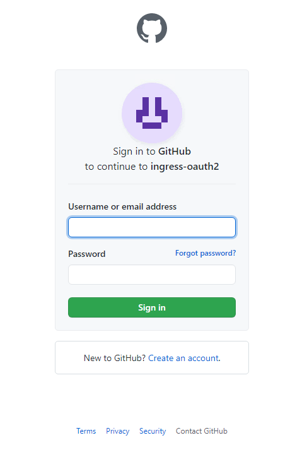 Sign in to GitHub
to continue to ingress-oauth2
Username or email address
Password Forgot password?
Sign in
New to GitHub? Create an account.
Terms Privacy Security Contact GitHub